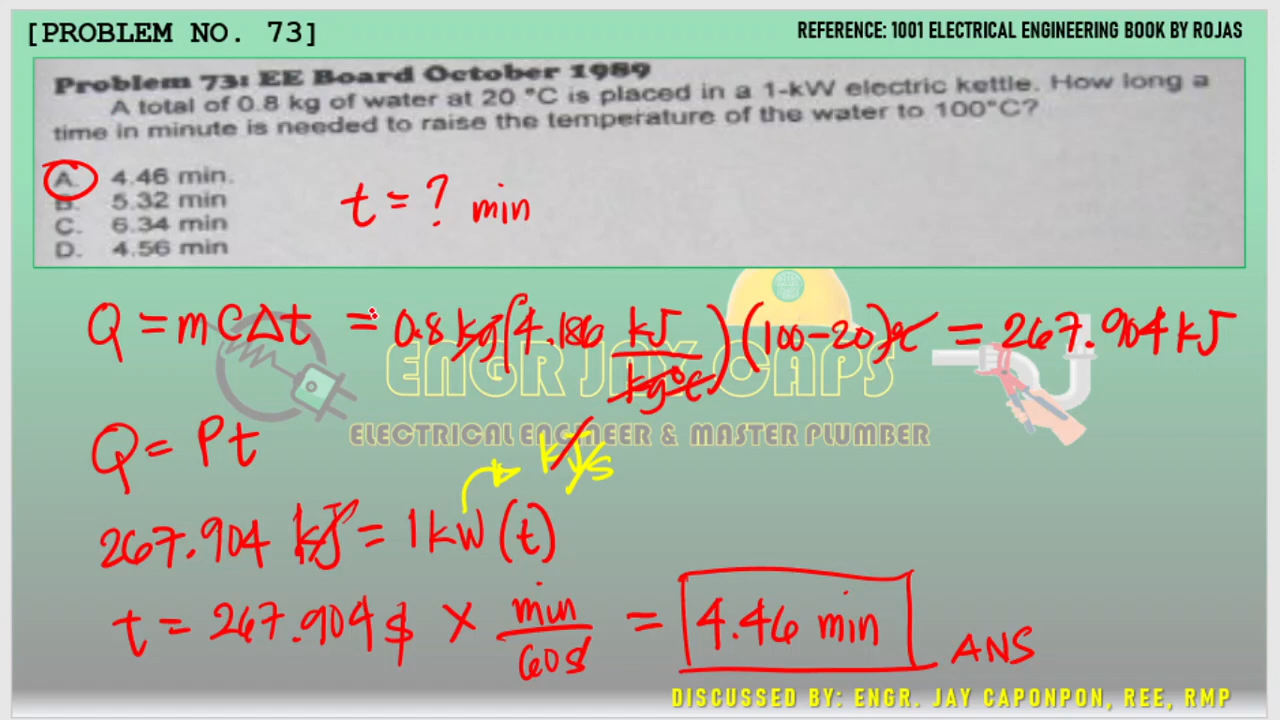 [PROBLEM NO. 73]
REFERENCE: 1001 ELECTRICAL ENGINEERING BOOK BY ROJAS
Problem 73: EE Board October 1989
A total of 0.8 kg of water at 20 °C is placed in a 1-kW electric kettle. How long a
time in minute is needed to raise the temperature of the water to 100°C?
A. 4.46 min.
B. 5.32 min
C. 6.34 min
D. 4.56 min
t = ? min
Q = mCΔt = 0.8 kg (4.186 kJ/kg°C) (100-20)°C = 267.904 kJ
ENGR JAY CAPS
ELECTRICAL ENGINEER & MASTER PLUMBER
Q = Pt
kJ/s
267.904 kJ = 1kW (t)
t = 267.904 s × min/60s = 4.46 min ANS
DISCUSSED BY: ENGR. JAY CAPONPON, REE, RMP